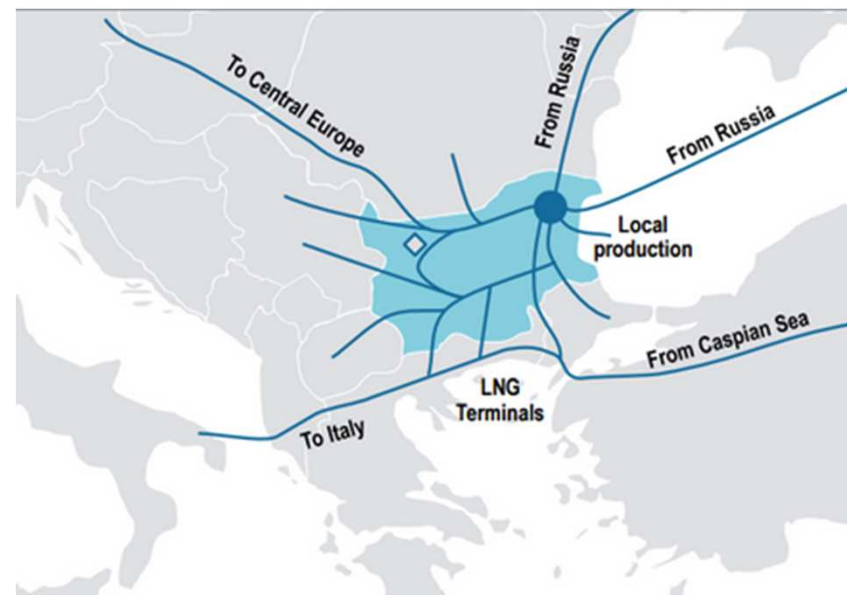 To Central Europe
From Russia
From Russia
Local
production
From Caspian Sea
LNG
Terminals
To Italy